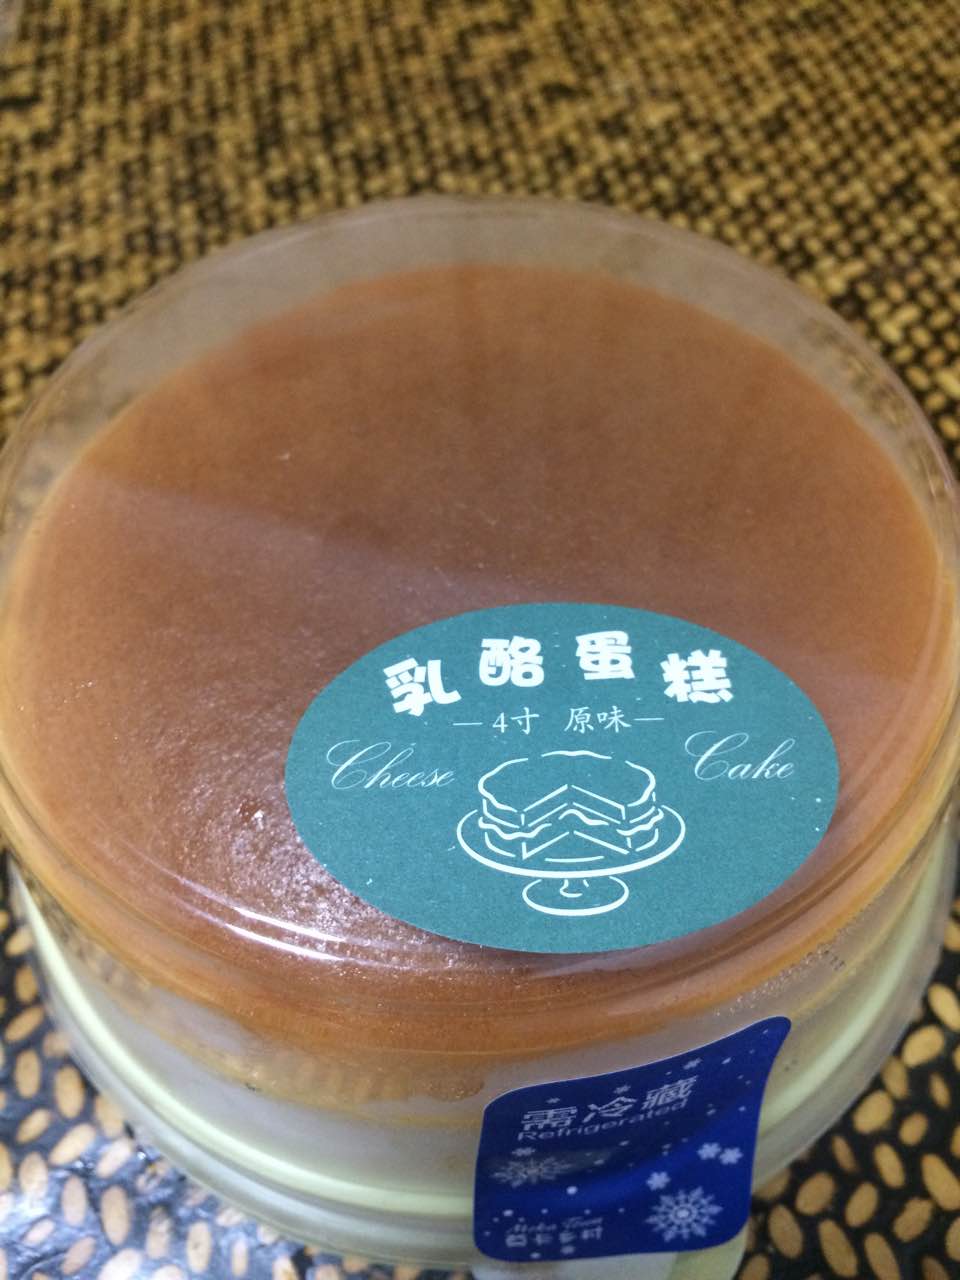 乳酪蛋糕
—4寸 原味—
Cheese Cake
需冷藏
Refrigerated